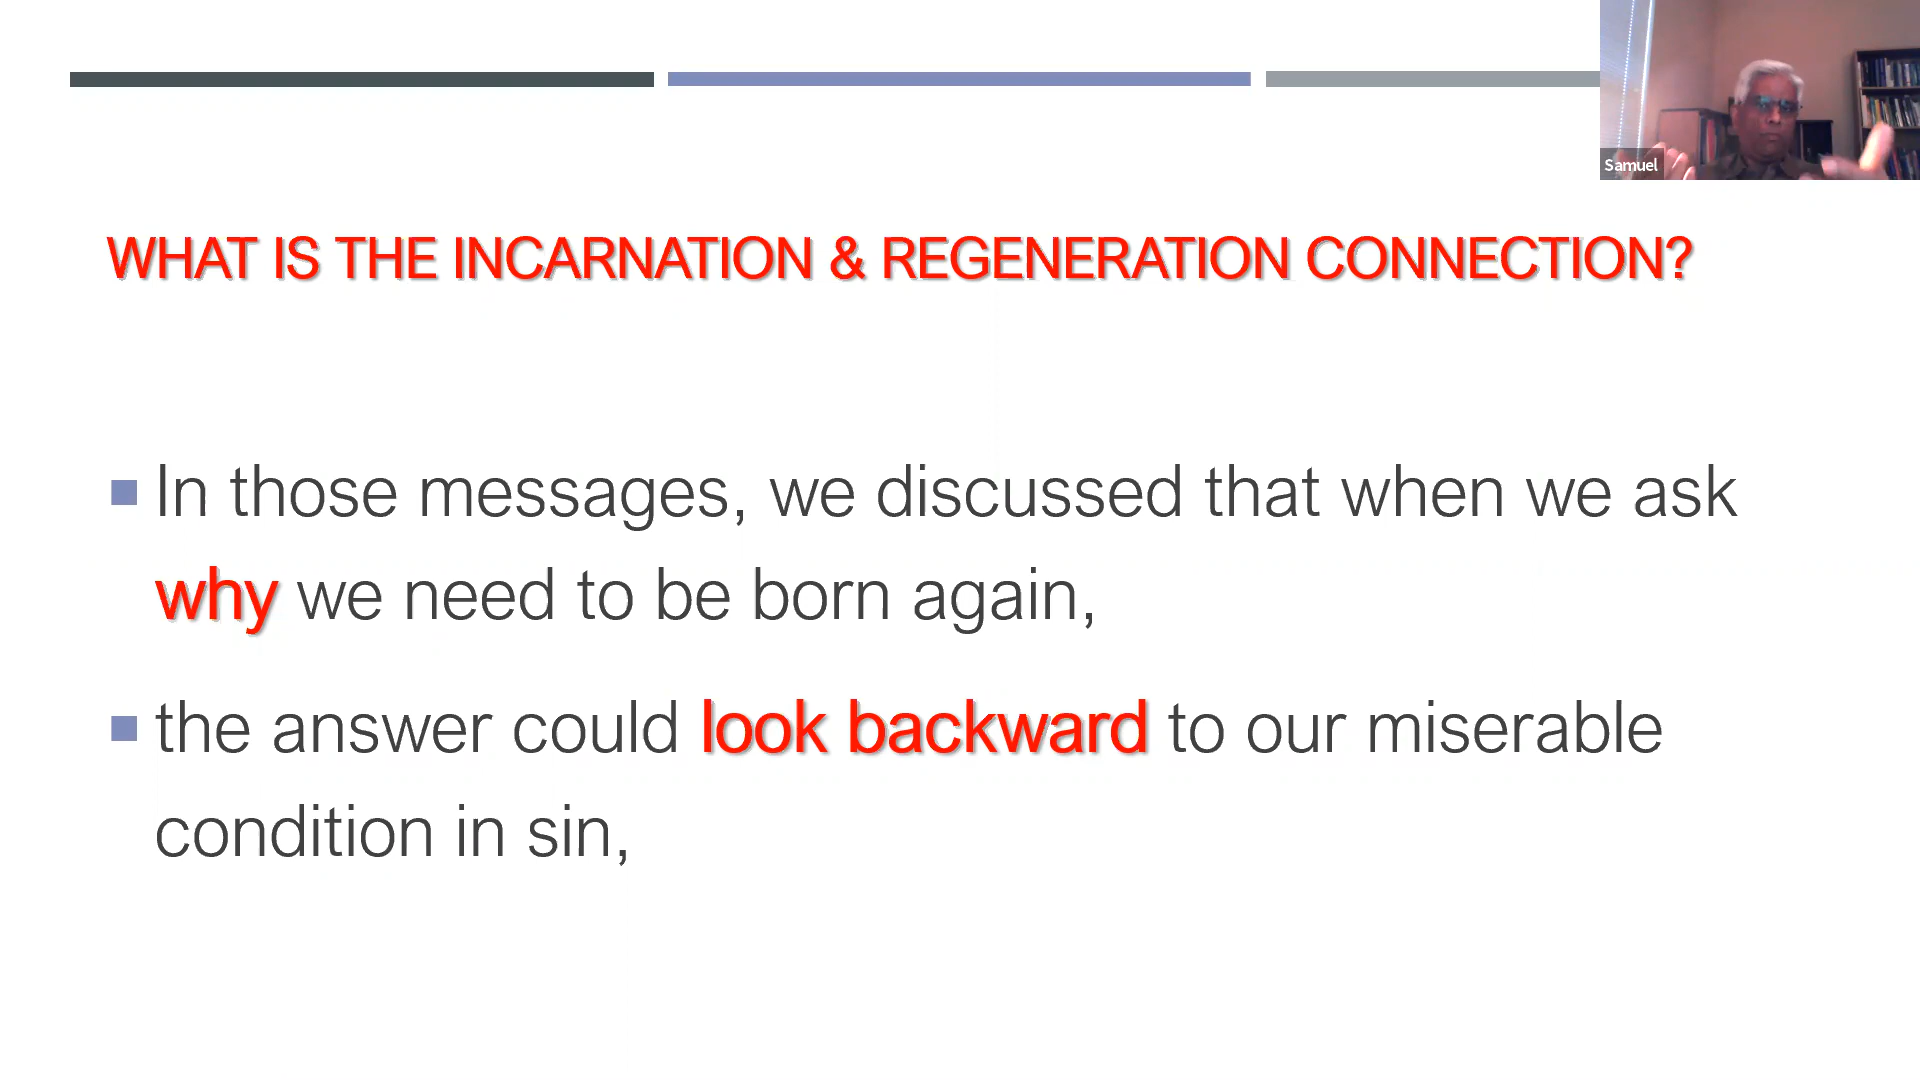 Samuel
WHAT IS THE INCARNATION & REGENERATION CONNECTION?
In those messages, we discussed that when we ask
why we need to be born again,
the answer could look backward to our miserable
condition in sin,